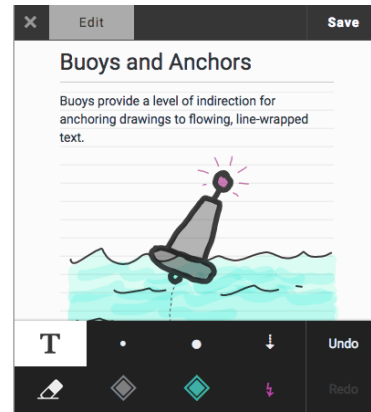 × Edit Save
Buoys and Anchors
Buoys provide a level of indirection for
anchoring drawings to flowing, line-wrapped
text.
T Undo
Redo